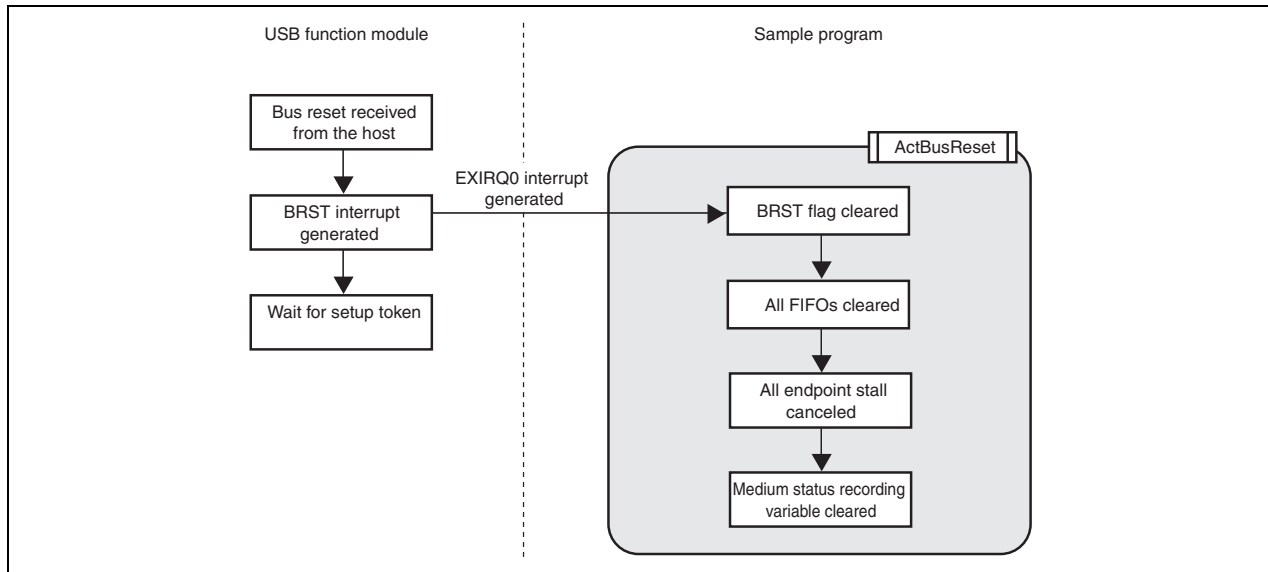 USB function module
Sample program
Bus reset received
from the host
ActBusReset
EXIRQ0 interrupt
generated
BRST interrupt
generated
BRST flag cleared
Wait for setup token
All FIFOs cleared
All endpoint stall
canceled
Medium status recording
variable cleared